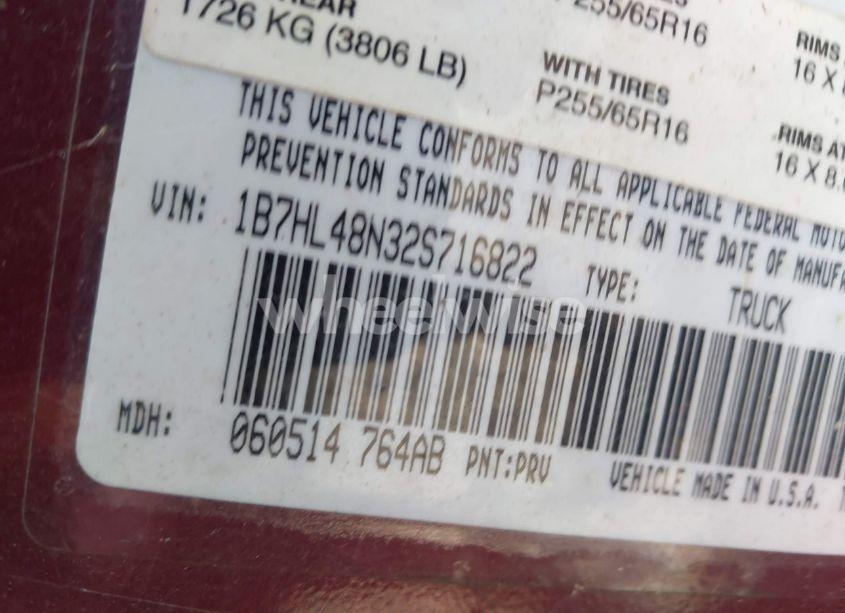 REAR
1726 KG (3806 LB)
P255/65R16
WITH TIRES
P255/65R16
RIMS
16 X
RIMS AT
16 X 8.
THIS VEHICLE CONFORMS TO ALL APPLICABLE FEDERAL MOTO
PREVENTION STANDARDS IN EFFECT ON THE DATE OF MANUFA
VIN: 1B7HL48N32S716822 TYPE: TRUCK
wheelwise
MDH: 060514 764AB PNT:PRV VEHICLE MADE IN U.S.A.